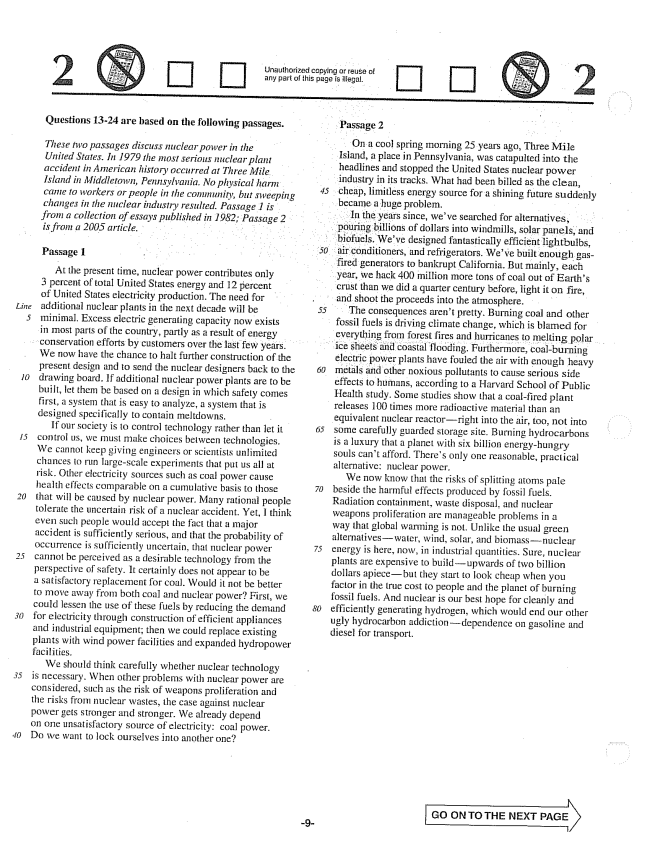 2
Unauthorized copying or reuse of
any part of this page is illegal.
2
Questions 13-24 are based on the following passages.
These two passages discuss nuclear power in the
United States. In 1979 the most serious nuclear plant
accident in American history occurred at Three Mile
Island in Middletown, Pennsylvania. No physical harm
came to workers or people in the community, but sweeping
changes in the nuclear industry resulted. Passage 1 is
from a collection of essays published in 1982; Passage 2
is from a 2005 article.
Passage 1
At the present time, nuclear power contributes only
3 percent of total United States energy and 12 percent
of United States electricity production. The need for
Line additional nuclear plants in the next decade will be
5 minimal. Excess electric generating capacity now exists
in most parts of the country, partly as a result of energy
conservation efforts by customers over the last few years.
We now have the chance to halt further construction of the
present design and to send the nuclear designers back to the
10 drawing board. If additional nuclear power plants are to be
built, let them be based on a design in which safety comes
first, a system that is easy to analyze, a system that is
designed specifically to contain meltdowns.
If our society is to control technology rather than let it
15 control us, we must make choices between technologies.
We cannot keep giving engineers or scientists unlimited
chances to run large-scale experiments that put us all at
risk. Other electricity sources such as coal power cause
health effects comparable on a cumulative basis to those
20 that will be caused by nuclear power. Many rational people
tolerate the uncertain risk of a nuclear accident. Yet, I think
even such people would accept the fact that a major
accident is sufficiently serious, and that the probability of
occurrence is sufficiently uncertain, that nuclear power
25 cannot be perceived as a desirable technology from the
perspective of safety. It certainly does not appear to be
a satisfactory replacement for coal. Would it not be better
to move away from both coal and nuclear power? First, we
could lessen the use of these fuels by reducing the demand
30 for electricity through construction of efficient appliances
and industrial equipment; then we could replace existing
plants with wind power facilities and expanded hydropower
facilities.
We should think carefully whether nuclear technology
35 is necessary. When other problems with nuclear power are
considered, such as the risk of weapons proliferation and
the risks from nuclear wastes, the case against nuclear
power gets stronger and stronger. We already depend
on one unsatisfactory source of electricity: coal power.
40 Do we want to lock ourselves into another one?
Passage 2
On a cool spring morning 25 years ago, Three Mile
Island, a place in Pennsylvania, was catapulted into the
headlines and stopped the United States nuclear power
industry in its tracks. What had been billed as the clean,
45 cheap, limitless energy source for a shining future suddenly
became a huge problem.
In the years since, we've searched for alternatives,
pouring billions of dollars into windmills, solar panels, and
biofuels. We've designed fantastically efficient lightbulbs,
50 air conditioners, and refrigerators. We've built enough gas-
fired generators to bankrupt California. But mainly, each
year, we hack 400 million more tons of coal out of Earth's
crust than we did a quarter century before, light it on fire,
and shoot the proceeds into the atmosphere.
55 The consequences aren't pretty. Burning coal and other
fossil fuels is driving climate change, which is blamed for
everything from forest fires and hurricanes to melting polar
ice sheets and coastal flooding. Furthermore, coal-burning
electric power plants have fouled the air with enough heavy
60 metals and other noxious pollutants to cause serious side
effects to humans, according to a Harvard School of Public
Health study. Some studies show that a coal-fired plant
releases 100 times more radioactive material than an
equivalent nuclear reactor—right into the air, too, not into
65 some carefully guarded storage site. Burning hydrocarbons
is a luxury that a planet with six billion energy-hungry
souls can't afford. There's only one reasonable, practical
alternative: nuclear power.
We now know that the risks of splitting atoms pale
70 beside the harmful effects produced by fossil fuels.
Radiation containment, waste disposal, and nuclear
weapons proliferation are manageable problems in a
way that global warming is not. Unlike the usual green
alternatives—water, wind, solar, and biomass—nuclear
75 energy is here, now, in industrial quantities. Sure, nuclear
plants are expensive to build—upwards of two billion
dollars apiece—but they start to look cheap when you
factor in the true cost to people and the planet of burning
fossil fuels. And nuclear is our best hope for cleanly and
80 efficiently generating hydrogen, which would end our other
ugly hydrocarbon addiction—dependence on gasoline and
diesel for transport.
-9-
GO ON TO THE NEXT PAGE